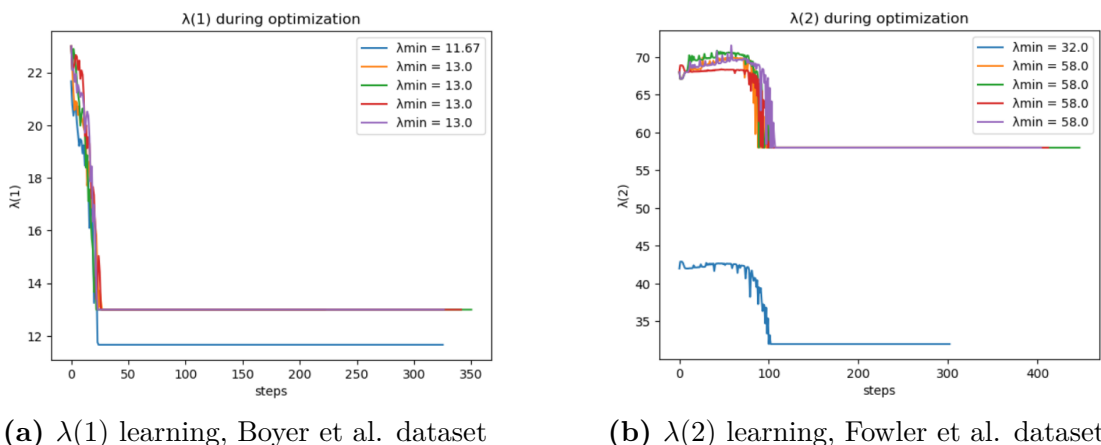 λ(1) during optimization
λ(1)
22
20
18
16
14
12
λmin = 11.67
λmin = 13.0
λmin = 13.0
λmin = 13.0
λmin = 13.0
0 50 100 150 200 250 300 350
steps
(a) λ(1) learning, Boyer et al. dataset
λ(2) during optimization
λ(2)
70
65
60
55
50
45
40
35
λmin = 32.0
λmin = 58.0
λmin = 58.0
λmin = 58.0
λmin = 58.0
0 100 200 300 400
steps
(b) λ(2) learning, Fowler et al. dataset